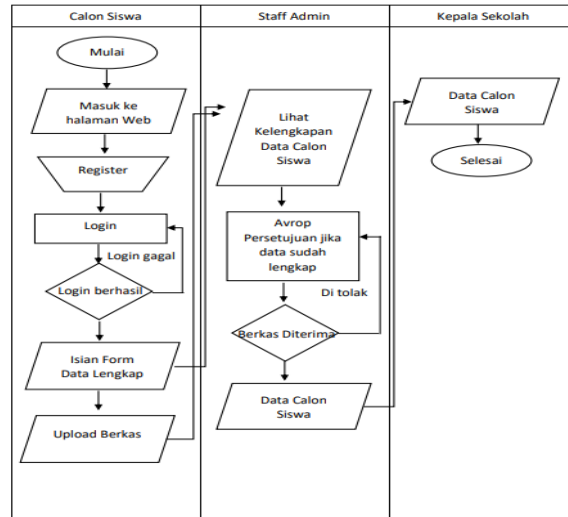 Calon Siswa
Mulai
Masuk ke
halaman Web
Register
Login
Login gagal
Login berhasil
Isian Form
Data Lengkap
Upload Berkas
Staff Admin
Lihat
Kelengkapan
Data Calon
Siswa
Avrop
Persetujuan jika
data sudah
lengkap
Di tolak
Berkas Diterima
Data Calon
Siswa
Kepala Sekolah
Data Calon
Siswa
Selesai